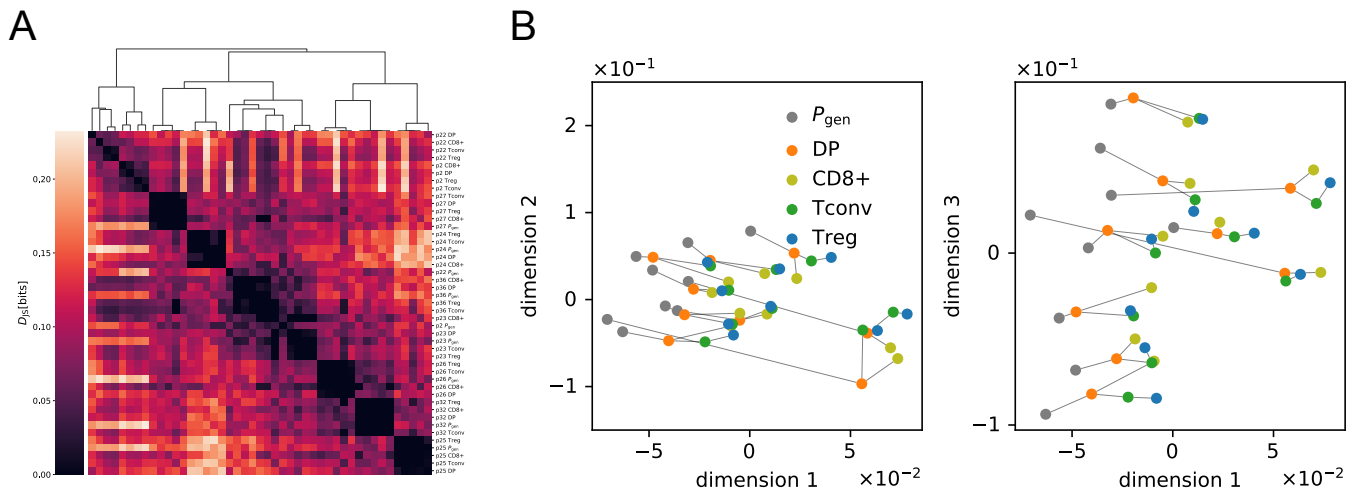 A
B
D_JS[bits]
0,20
0,15
0,10
0,05
0.00
p22 DP
p22 CD8+
p22 Tconv
p22 Treg
p2 CD8+
p2 DP
p2 Treg
p2 Tconv
p27 Tconv
p27 DP
p27 Treg
p27 CD8+
p27 P_gen
p24 Treg
p24 Tconv
p24 P_gen
p24 DP
p24 CD8+
p22 P_gen
p36 CD8+
p36 DP
p36 P_gen
p36 Treg
p36 Tconv
p23 CD8+
p2 P_gen
p23 DP
p23 P_gen
p23 Tconv
p23 Treg
p26 Treg
p26 Tconv
p26 P_gen
p26 CD8+
p26 DP
p32 Treg
p32 CD8+
p32 DP
p32 P_gen
p32 Tconv
p25 Treg
p25 P_gen
p25 CD8+
p25 Tconv
p25 DP
×10⁻¹
2
1
0
−1
dimension 2
−5
0
5
dimension 1
×10⁻²
P_gen
DP
CD8+
Tconv
Treg
×10⁻¹
0
−1
dimension 3
−5
0
5
dimension 1
×10⁻²